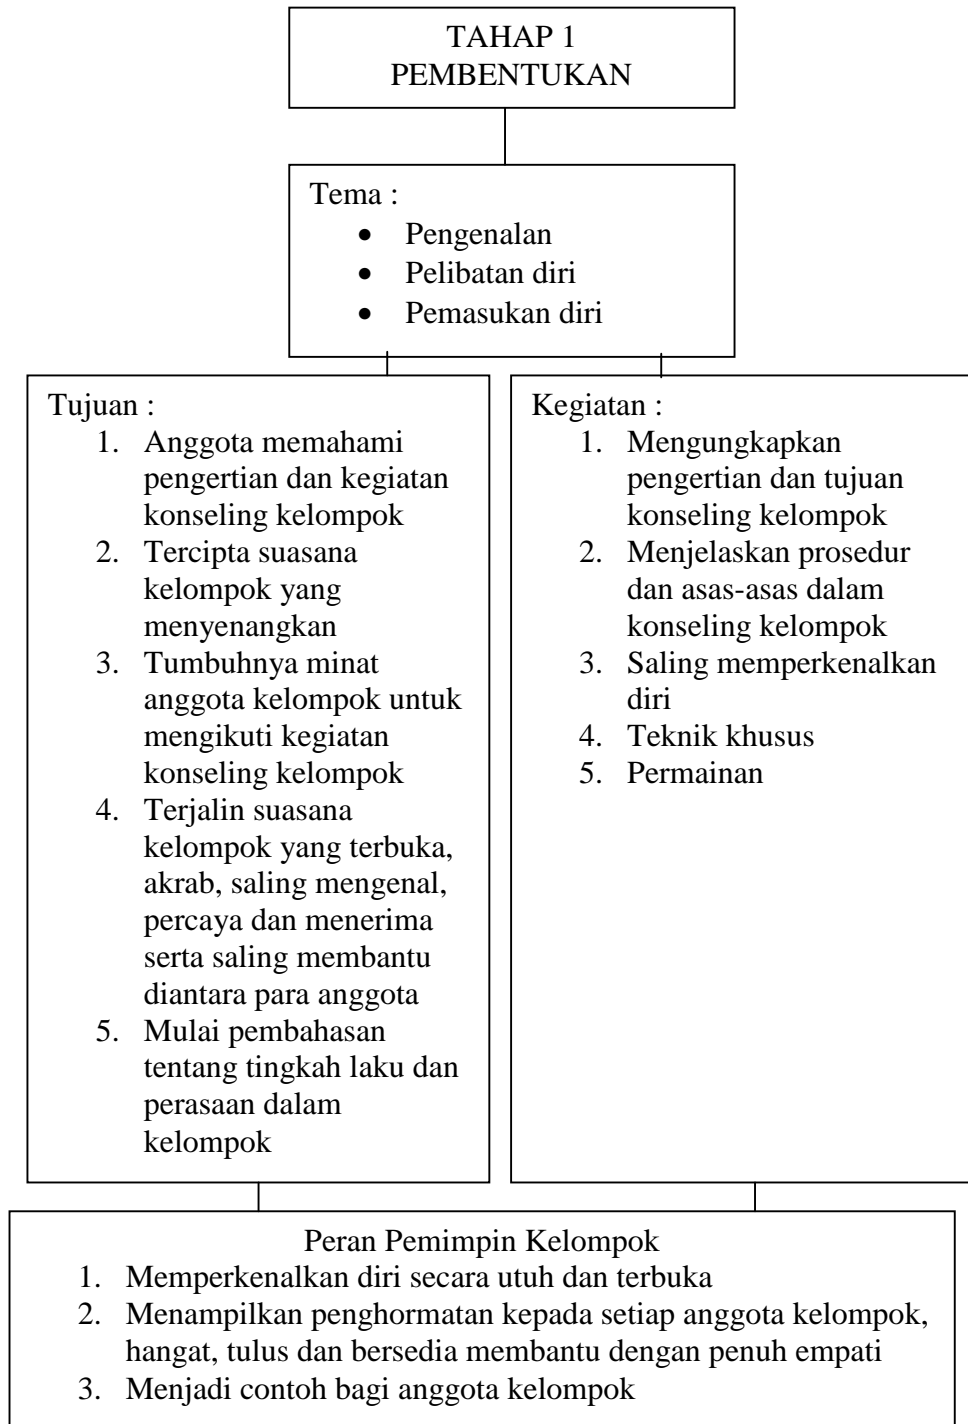 TAHAP 1
PEMBENTUKAN
Tema :
• Pengenalan
• Pelibatan diri
• Pemasukan diri
Tujuan :
1. Anggota memahami
pengertian dan kegiatan
konseling kelompok
2. Tercipta suasana
kelompok yang
menyenangkan
3. Tumbuhnya minat
anggota kelompok untuk
mengikuti kegiatan
konseling kelompok
4. Terjalin suasana
kelompok yang terbuka,
akrab, saling mengenal,
percaya dan menerima
serta saling membantu
diantara para anggota
5. Mulai pembahasan
tentang tingkah laku dan
perasaan dalam
kelompok
Kegiatan :
1. Mengungkapkan
pengertian dan tujuan
konseling kelompok
2. Menjelaskan prosedur
dan asas-asas dalam
konseling kelompok
3. Saling memperkenalkan
diri
4. Teknik khusus
5. Permainan
Peran Pemimpin Kelompok
1. Memperkenalkan diri secara utuh dan terbuka
2. Menampilkan penghormatan kepada setiap anggota kelompok,
hangat, tulus dan bersedia membantu dengan penuh empati
3. Menjadi contoh bagi anggota kelompok